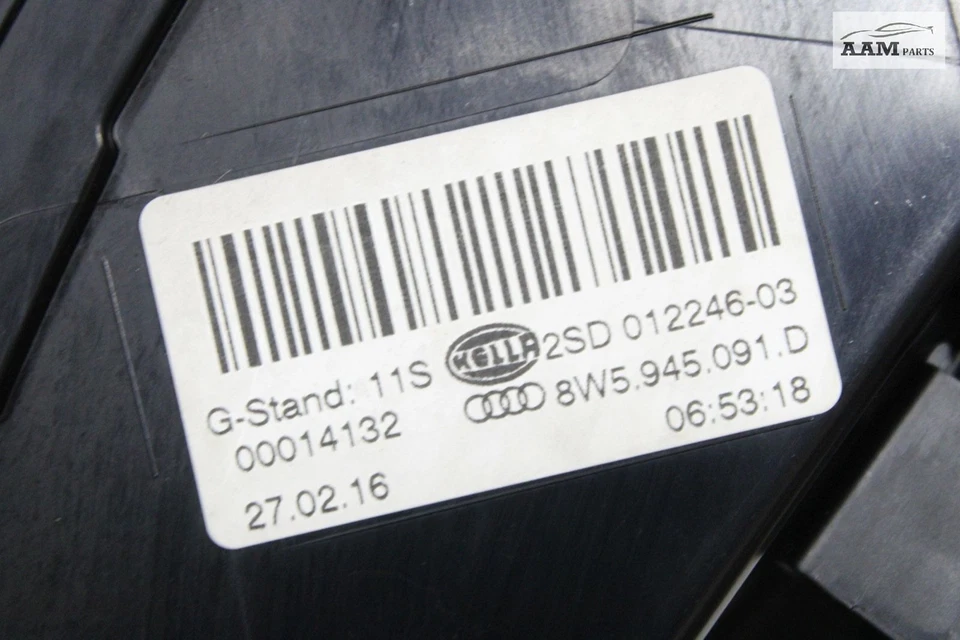 AAM PARTS
G-Stand: 11S HELLA 2SD 012246-03
00014132 8W5.945.091.D
27.02.16 06:53:18